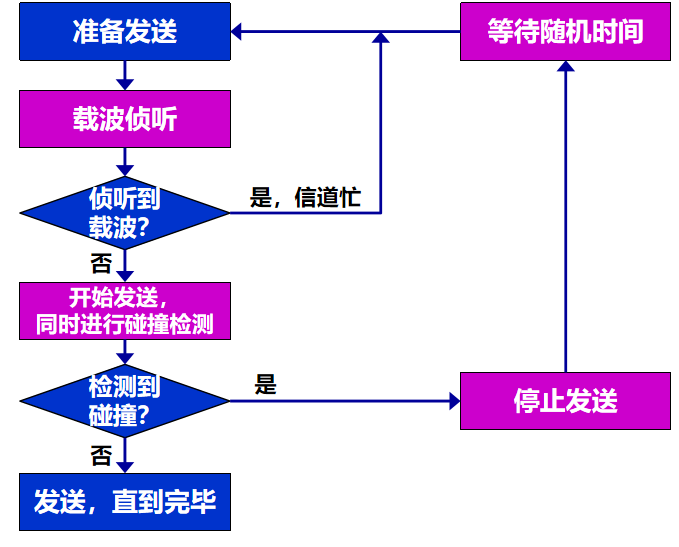 准备发送
等待随机时间
载波侦听
侦听到
载波？
是，信道忙
否
开始发送，
同时进行碰撞检测
检测到
碰撞？
是
停止发送
否
发送，直到完毕